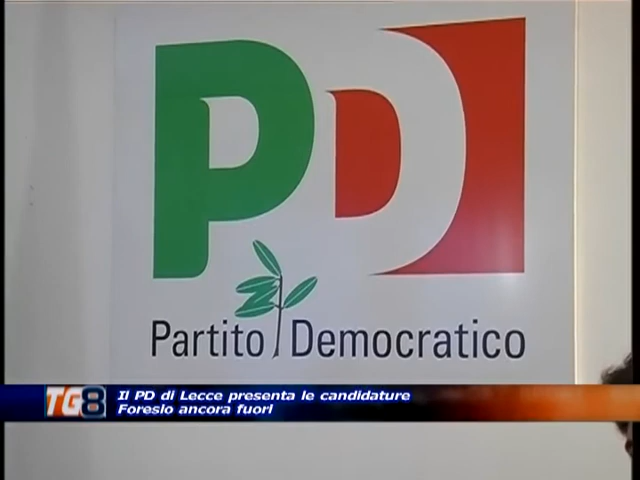 PD
Partito Democratico
TG8
Il PD di Lecce presenta le candidature
Foresio ancora fuori